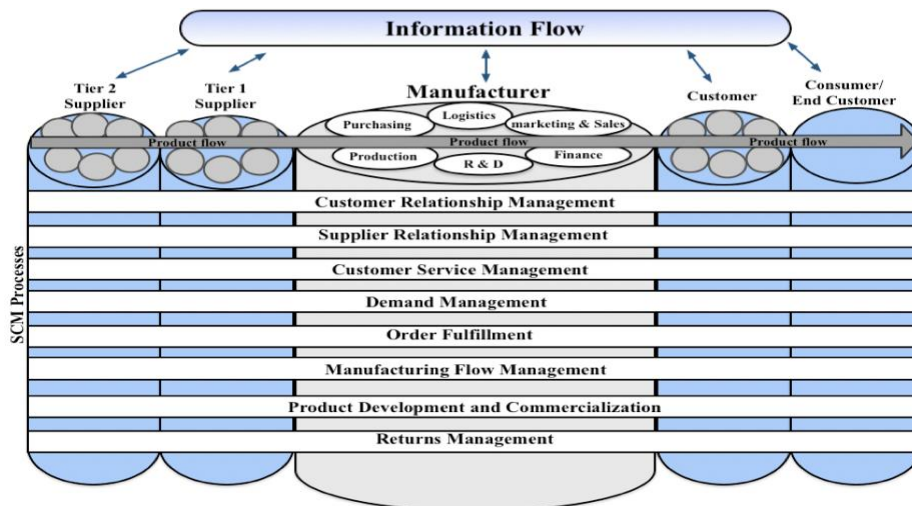 Information Flow
Tier 2
Supplier
Tier 1
Supplier
Manufacturer
Customer
Consumer/
End Customer
Purchasing
Logistics
marketing & Sales
Product flow
Product flow
Product flow
Production
R & D
Finance
SCM Processes
Customer Relationship Management
Supplier Relationship Management
Customer Service Management
Demand Management
Order Fulfillment
Manufacturing Flow Management
Product Development and Commercialization
Returns Management